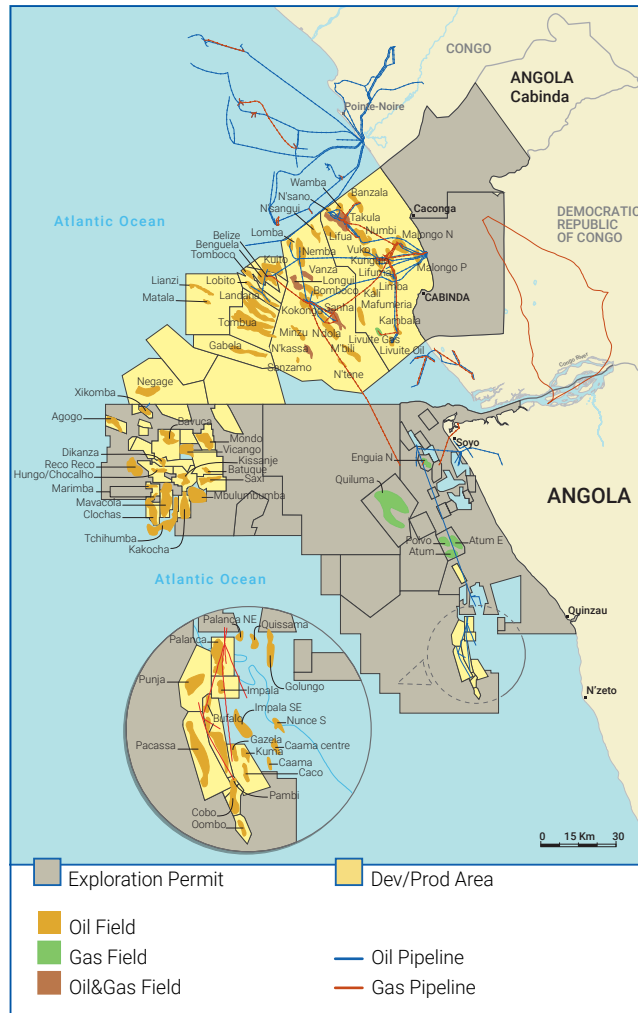 CONGO
ANGOLA
Cabinda
Pointe-Noire
Wamba
N'sano
Banzala
N'sangui
Takula
Caconga
Atlantic Ocean
Lomba
Lifua
Numbi
DEMOCRATIC
REPUBLIC
OF CONGO
Belize
Benguela
Tomboco
Nemba
Vuko
Malongo N
Kuito
Kungulo
Vanza
Lifuma
Malongo P
Lianzi
Lobito
Longui
Limba
Matala
Landana
Bomboco
Kali
CABINDA
Kokongo
Sanha
Mafumeria
Tombua
Minzu
N'dola
Kambala
Gabela
N'kassa
M'bili
Livuite Gas
Livuite Oil
Sanzamo
N'tene
Negage
Congo River
Xikomba
Agogo
Bavuca
Mondo
Vicango
Soyo
Dikanza
Kissanje
Enguia N
Reco Reco
Batuque
Hungo/Chocalho
Saxi
Quiluma
Marimba
Mbulumbumba
ANGOLA
Mavacola
Clochas
Tchihumba
Kakocha
Polvo
Atum E
Atum
Atlantic Ocean
Quinzau
Palança NE
Quissama
Palança
Punja
Impala
Golungo
N'zeto
Bufalo
Impala SE
Nunce S
Pacassa
Gazela
Caama centre
Kuma
Caama
Caco
Pambi
Cobo
Oombo
0 15 Km 30
Exploration Permit
Dev/Prod Area
Oil Field
Gas Field
Oil Pipeline
Oil&Gas Field
Gas Pipeline